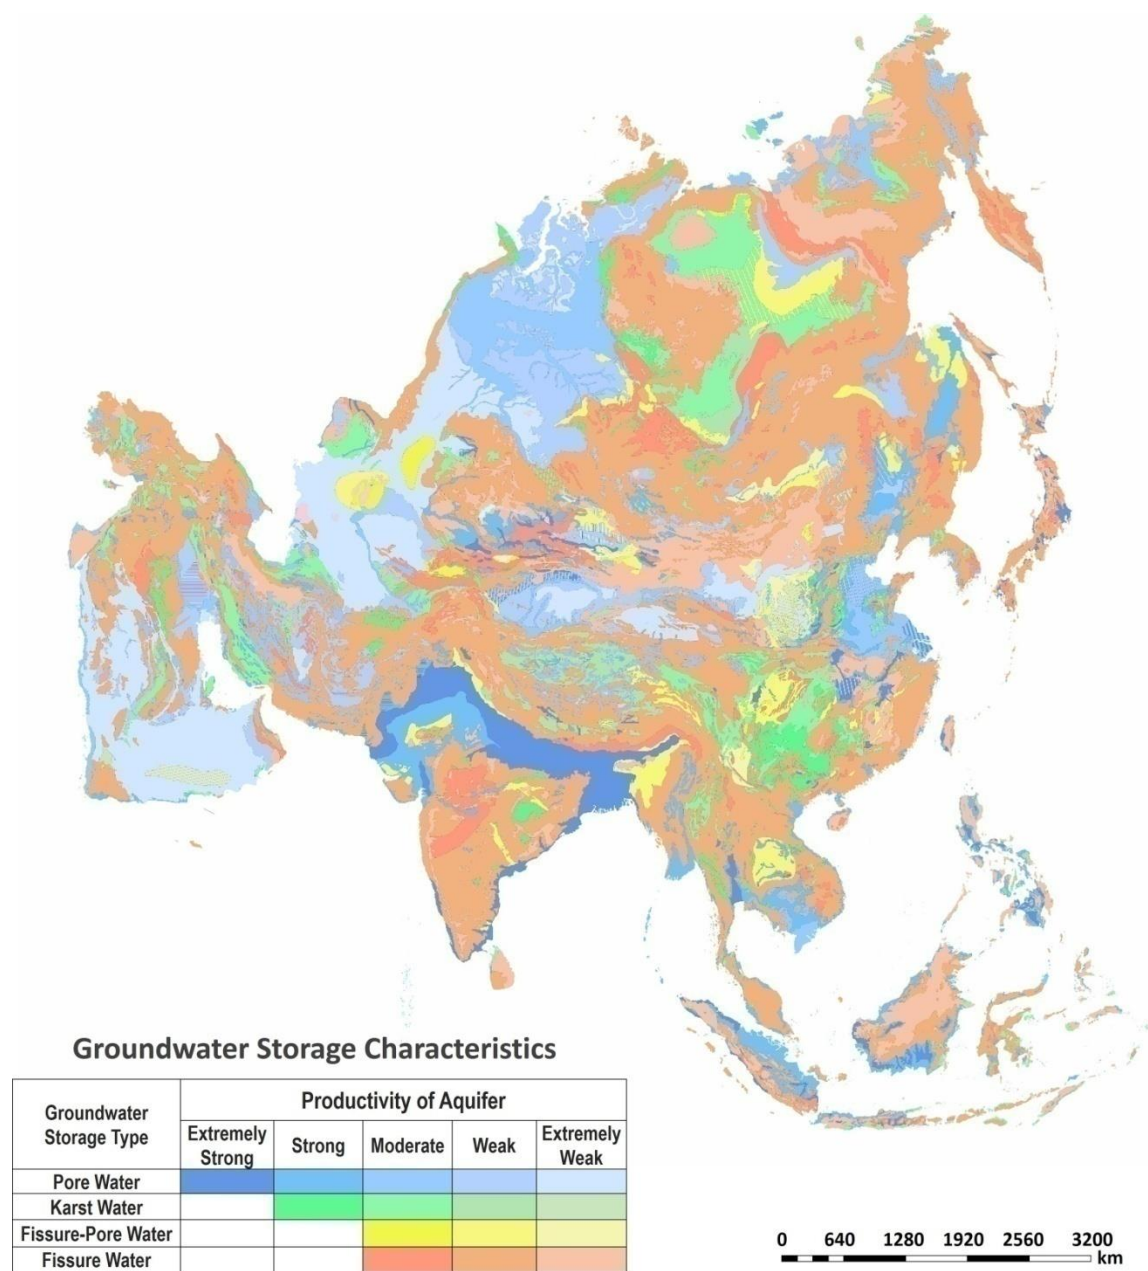 Groundwater Storage Characteristics
Groundwater Storage Type
Productivity of Aquifer
Extremely Strong
Strong
Moderate
Weak
Extremely Weak
Pore Water
Karst Water
Fissure-Pore Water
Fissure Water
0 640 1280 1920 2560 3200
km